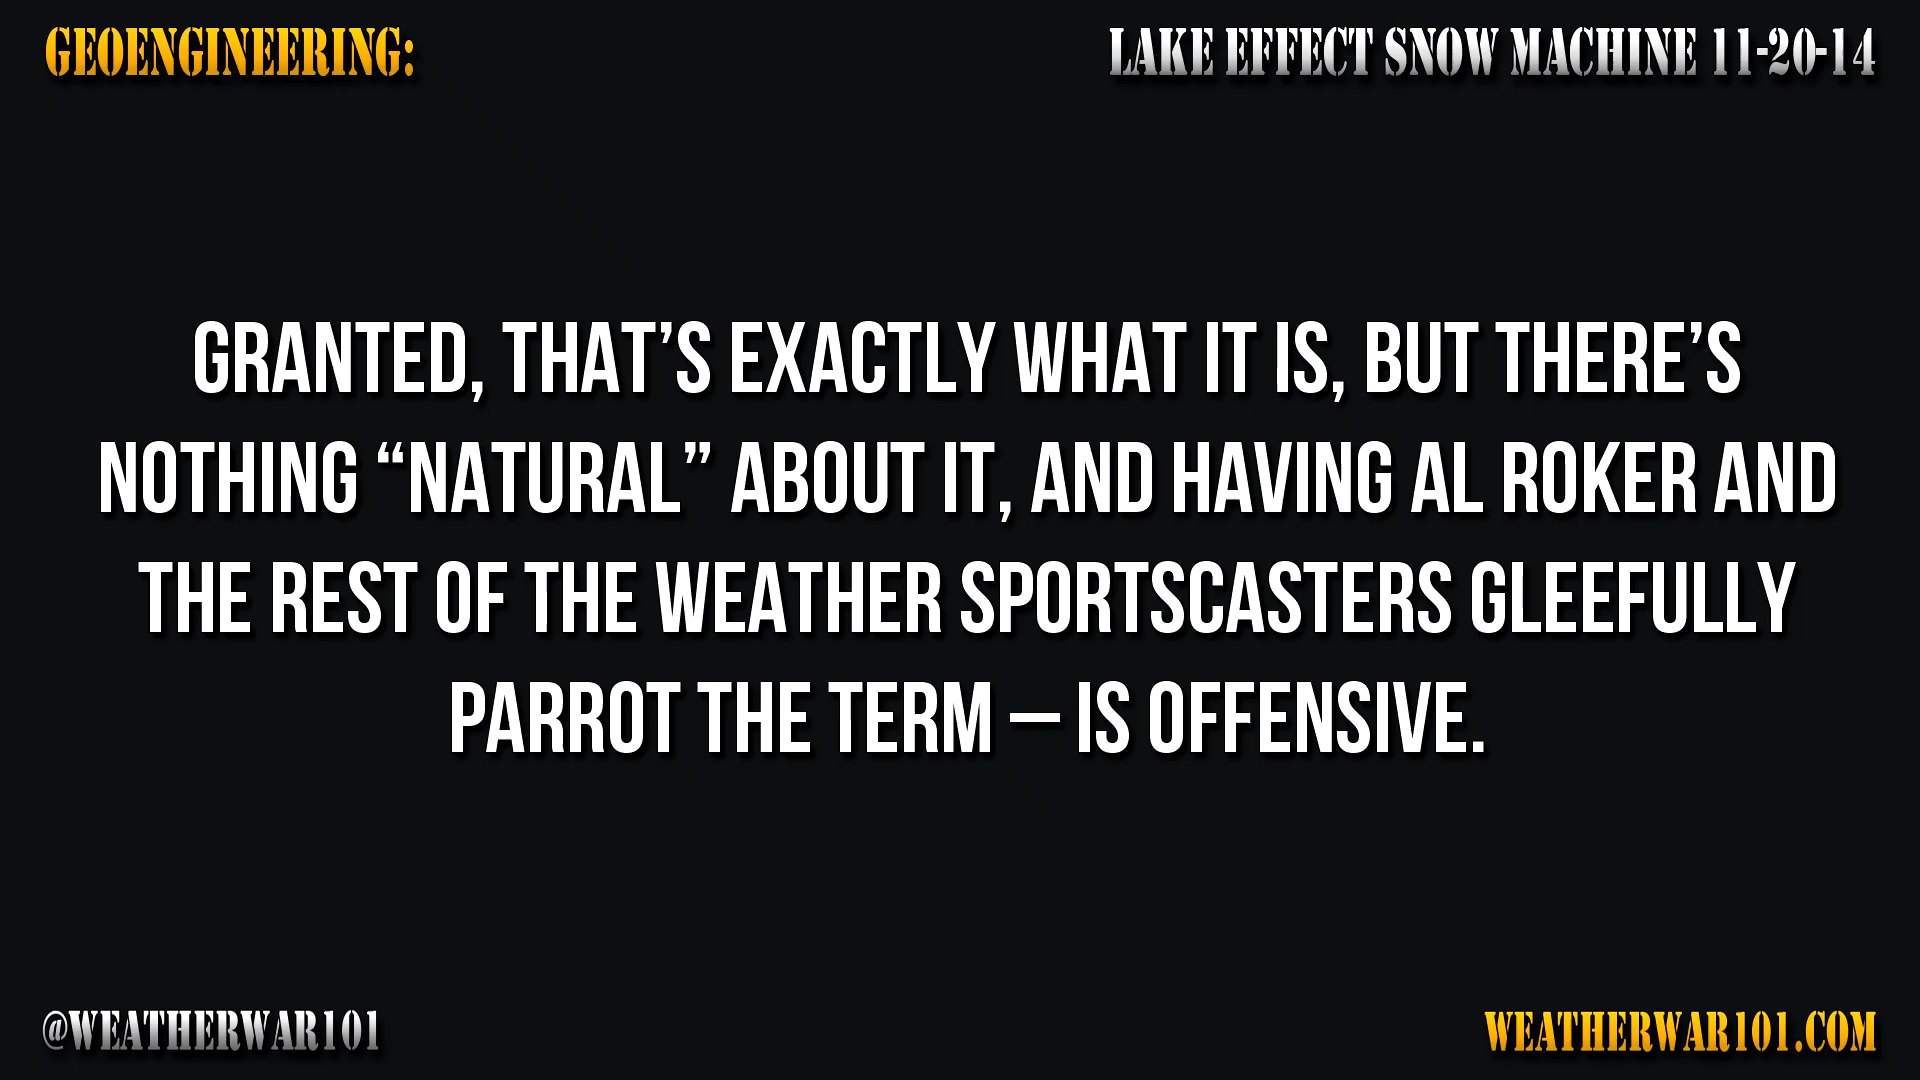 GEOENGINEERING:
LAKE EFFECT SNOW MACHINE 11-20-14
GRANTED, THAT’S EXACTLY WHAT IT IS, BUT THERE’S
NOTHING “NATURAL” ABOUT IT, AND HAVING AL ROKER AND
THE REST OF THE WEATHER SPORTSCASTERS GLEEFULLY
PARROT THE TERM – IS OFFENSIVE.
@WEATHERWAR101
WEATHERWAR101.COM